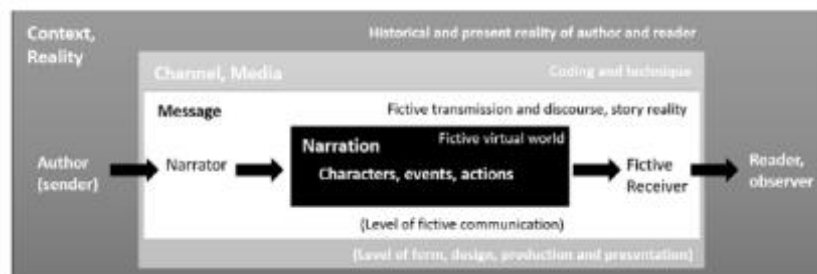 Context,
Reality
Historical and present reality of author and reader
Channel, Media
Coding and technique
Message
Fictive transmission and discourse, story reality
Narration
Fictive virtual world
Characters, events, actions
Author
(sender)
Narrator
Fictive
Receiver
Reader,
observer
(Level of fictive communication)
(Level of form, design, production and presentation)